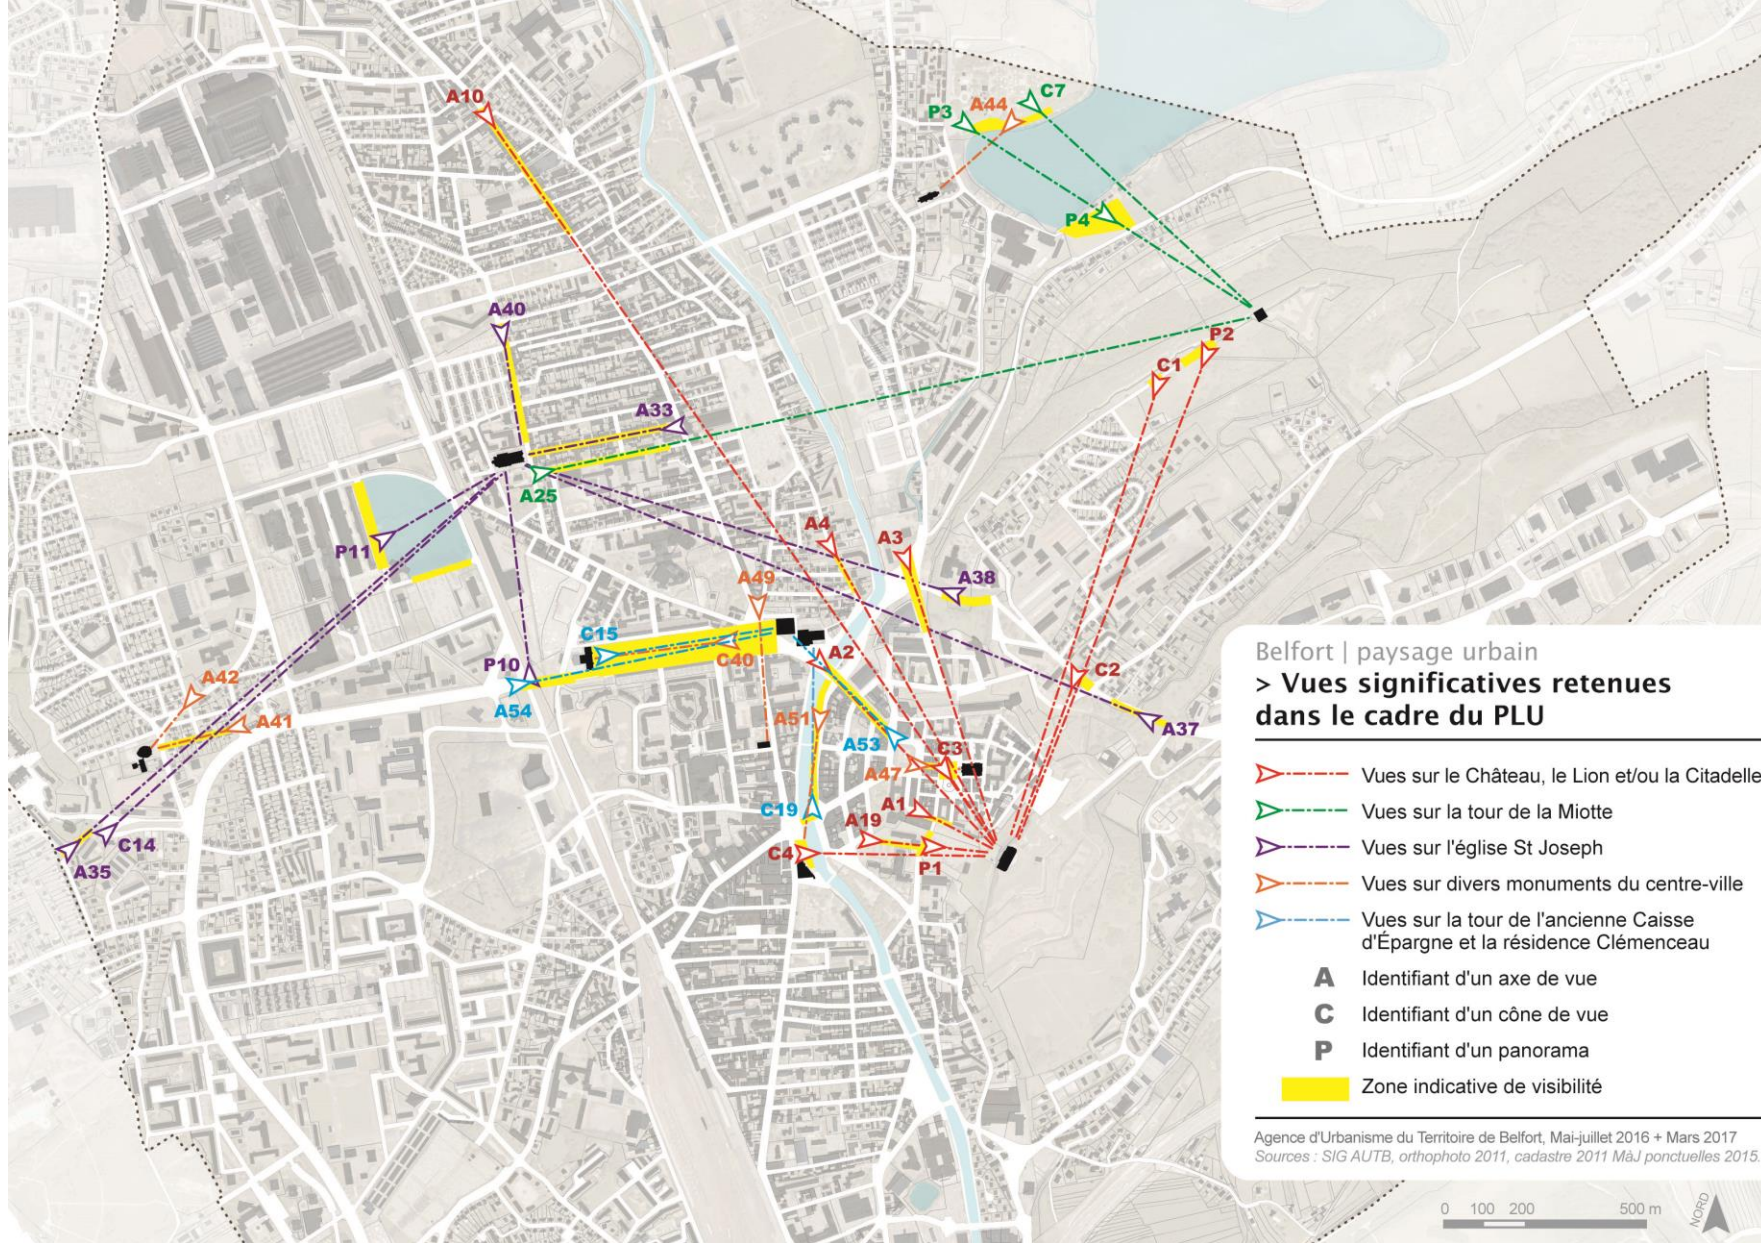 A10
P3
A44
C7
P4
A40
P2
C1
A33
A25
A4
A3
P11
A49
A38
C15
P10
C40
A2
C2
A42
A54
A41
A51
A53
C3
A37
A47
C19
A1
A19
C14
C4
P1
A35
Belfort | paysage urbain
> Vues significatives retenues
dans le cadre du PLU
Vues sur le Château, le Lion et/ou la Citadelle
Vues sur la tour de la Miotte
Vues sur l'église St Joseph
Vues sur divers monuments du centre-ville
Vues sur la tour de l'ancienne Caisse
d'Épargne et la résidence Clémenceau
A Identifiant d'un axe de vue
C Identifiant d'un cône de vue
P Identifiant d'un panorama
Zone indicative de visibilité
Agence d'Urbanisme du Territoire de Belfort, Mai-juillet 2016 + Mars 2017
Sources : SIG AUTB, orthophoto 2011, cadastre 2011 MàJ ponctuelles 2015.
0 100 200 500 m
NORD